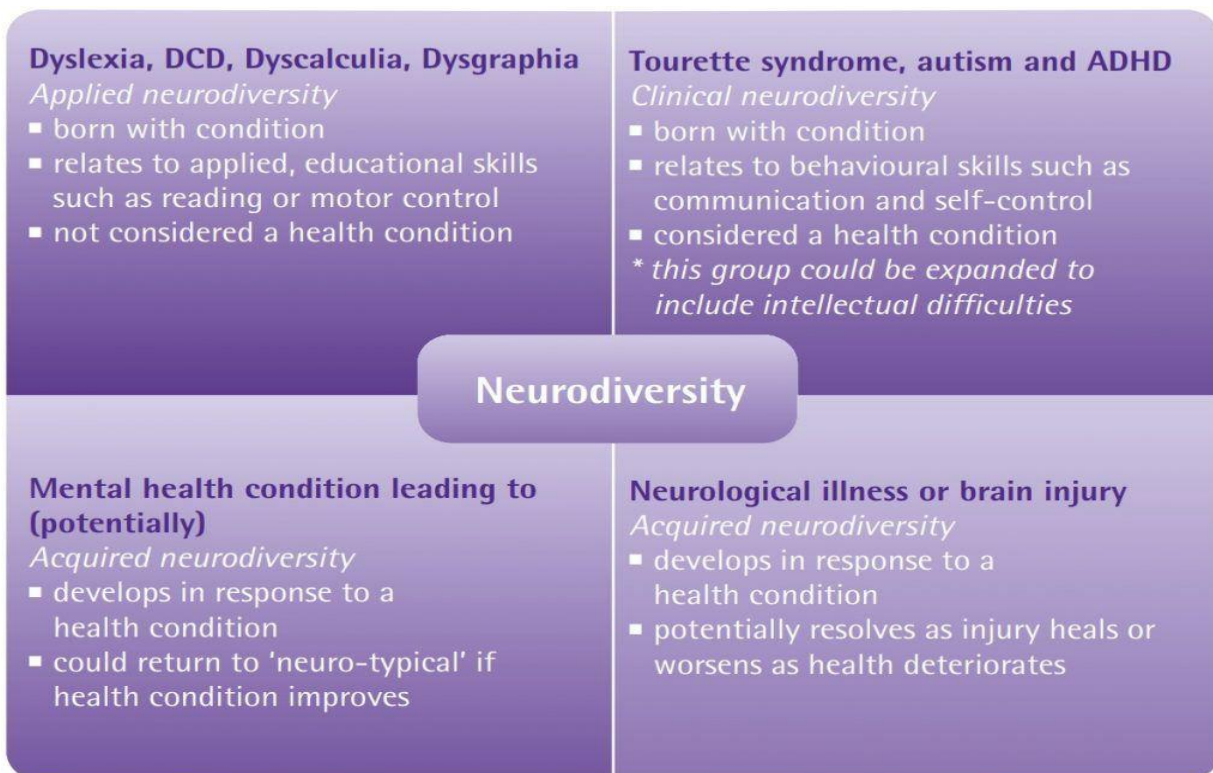 Dyslexia, DCD, Dyscalculia, Dysgraphia
Applied neurodiversity
▪ born with condition
▪ relates to applied, educational skills
such as reading or motor control
▪ not considered a health condition
Tourette syndrome, autism and ADHD
Clinical neurodiversity
▪ born with condition
▪ relates to behavioural skills such as
communication and self-control
▪ considered a health condition
* this group could be expanded to
include intellectual difficulties
Neurodiversity
Mental health condition leading to
(potentially)
Acquired neurodiversity
▪ develops in response to a
health condition
▪ could return to ‘neuro-typical’ if
health condition improves
Neurological illness or brain injury
Acquired neurodiversity
▪ develops in response to a
health condition
▪ potentially resolves as injury heals or
worsens as health deteriorates